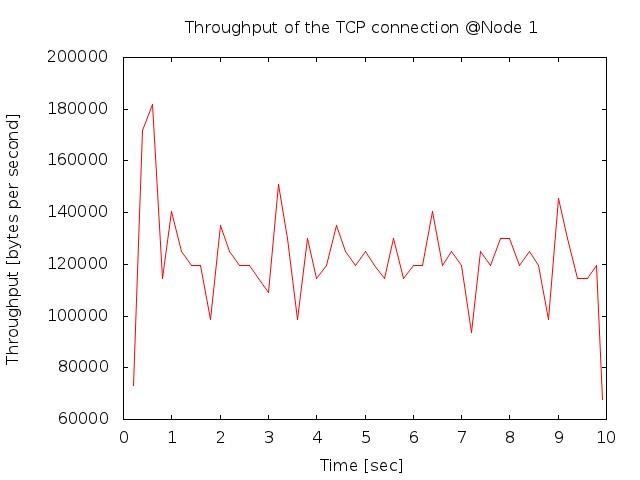 Throughput of the TCP connection @Node 1
Throughput [bytes per second]
200000
180000
160000
140000
120000
100000
80000
60000
0 1 2 3 4 5 6 7 8 9 10
Time [sec]